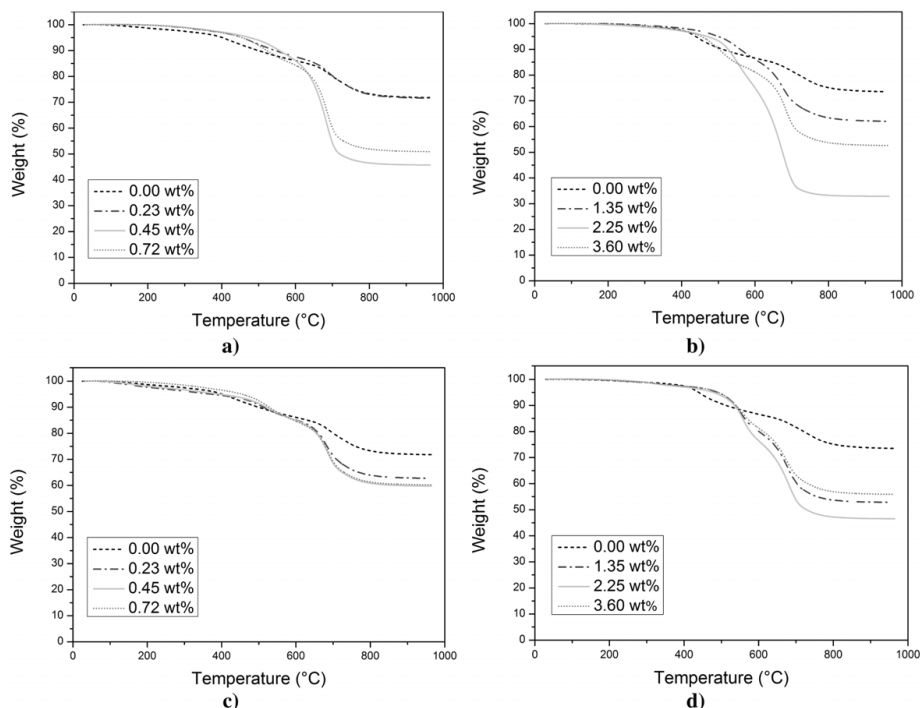 100
90
80
70
60
50
40
30
20
10
0
Weight (%)
0.00 wt%
0.23 wt%
0.45 wt%
0.72 wt%
0 200 400 600 800 1000
Temperature (°C)
a)
100
90
80
70
60
50
40
30
20
10
0
Weight (%)
0.00 wt%
1.35 wt%
2.25 wt%
3.60 wt%
0 200 400 600 800 1000
Temperature (°C)
b)
100
90
80
70
60
50
40
30
20
10
0
Weight (%)
0.00 wt%
0.23 wt%
0.45 wt%
0.72 wt%
0 200 400 600 800 1000
Temperature (°C)
c)
100
90
80
70
60
50
40
30
20
10
0
Weight (%)
0.00 wt%
1.35 wt%
2.25 wt%
3.60 wt%
0 200 400 600 800 1000
Temperature (°C)
d)